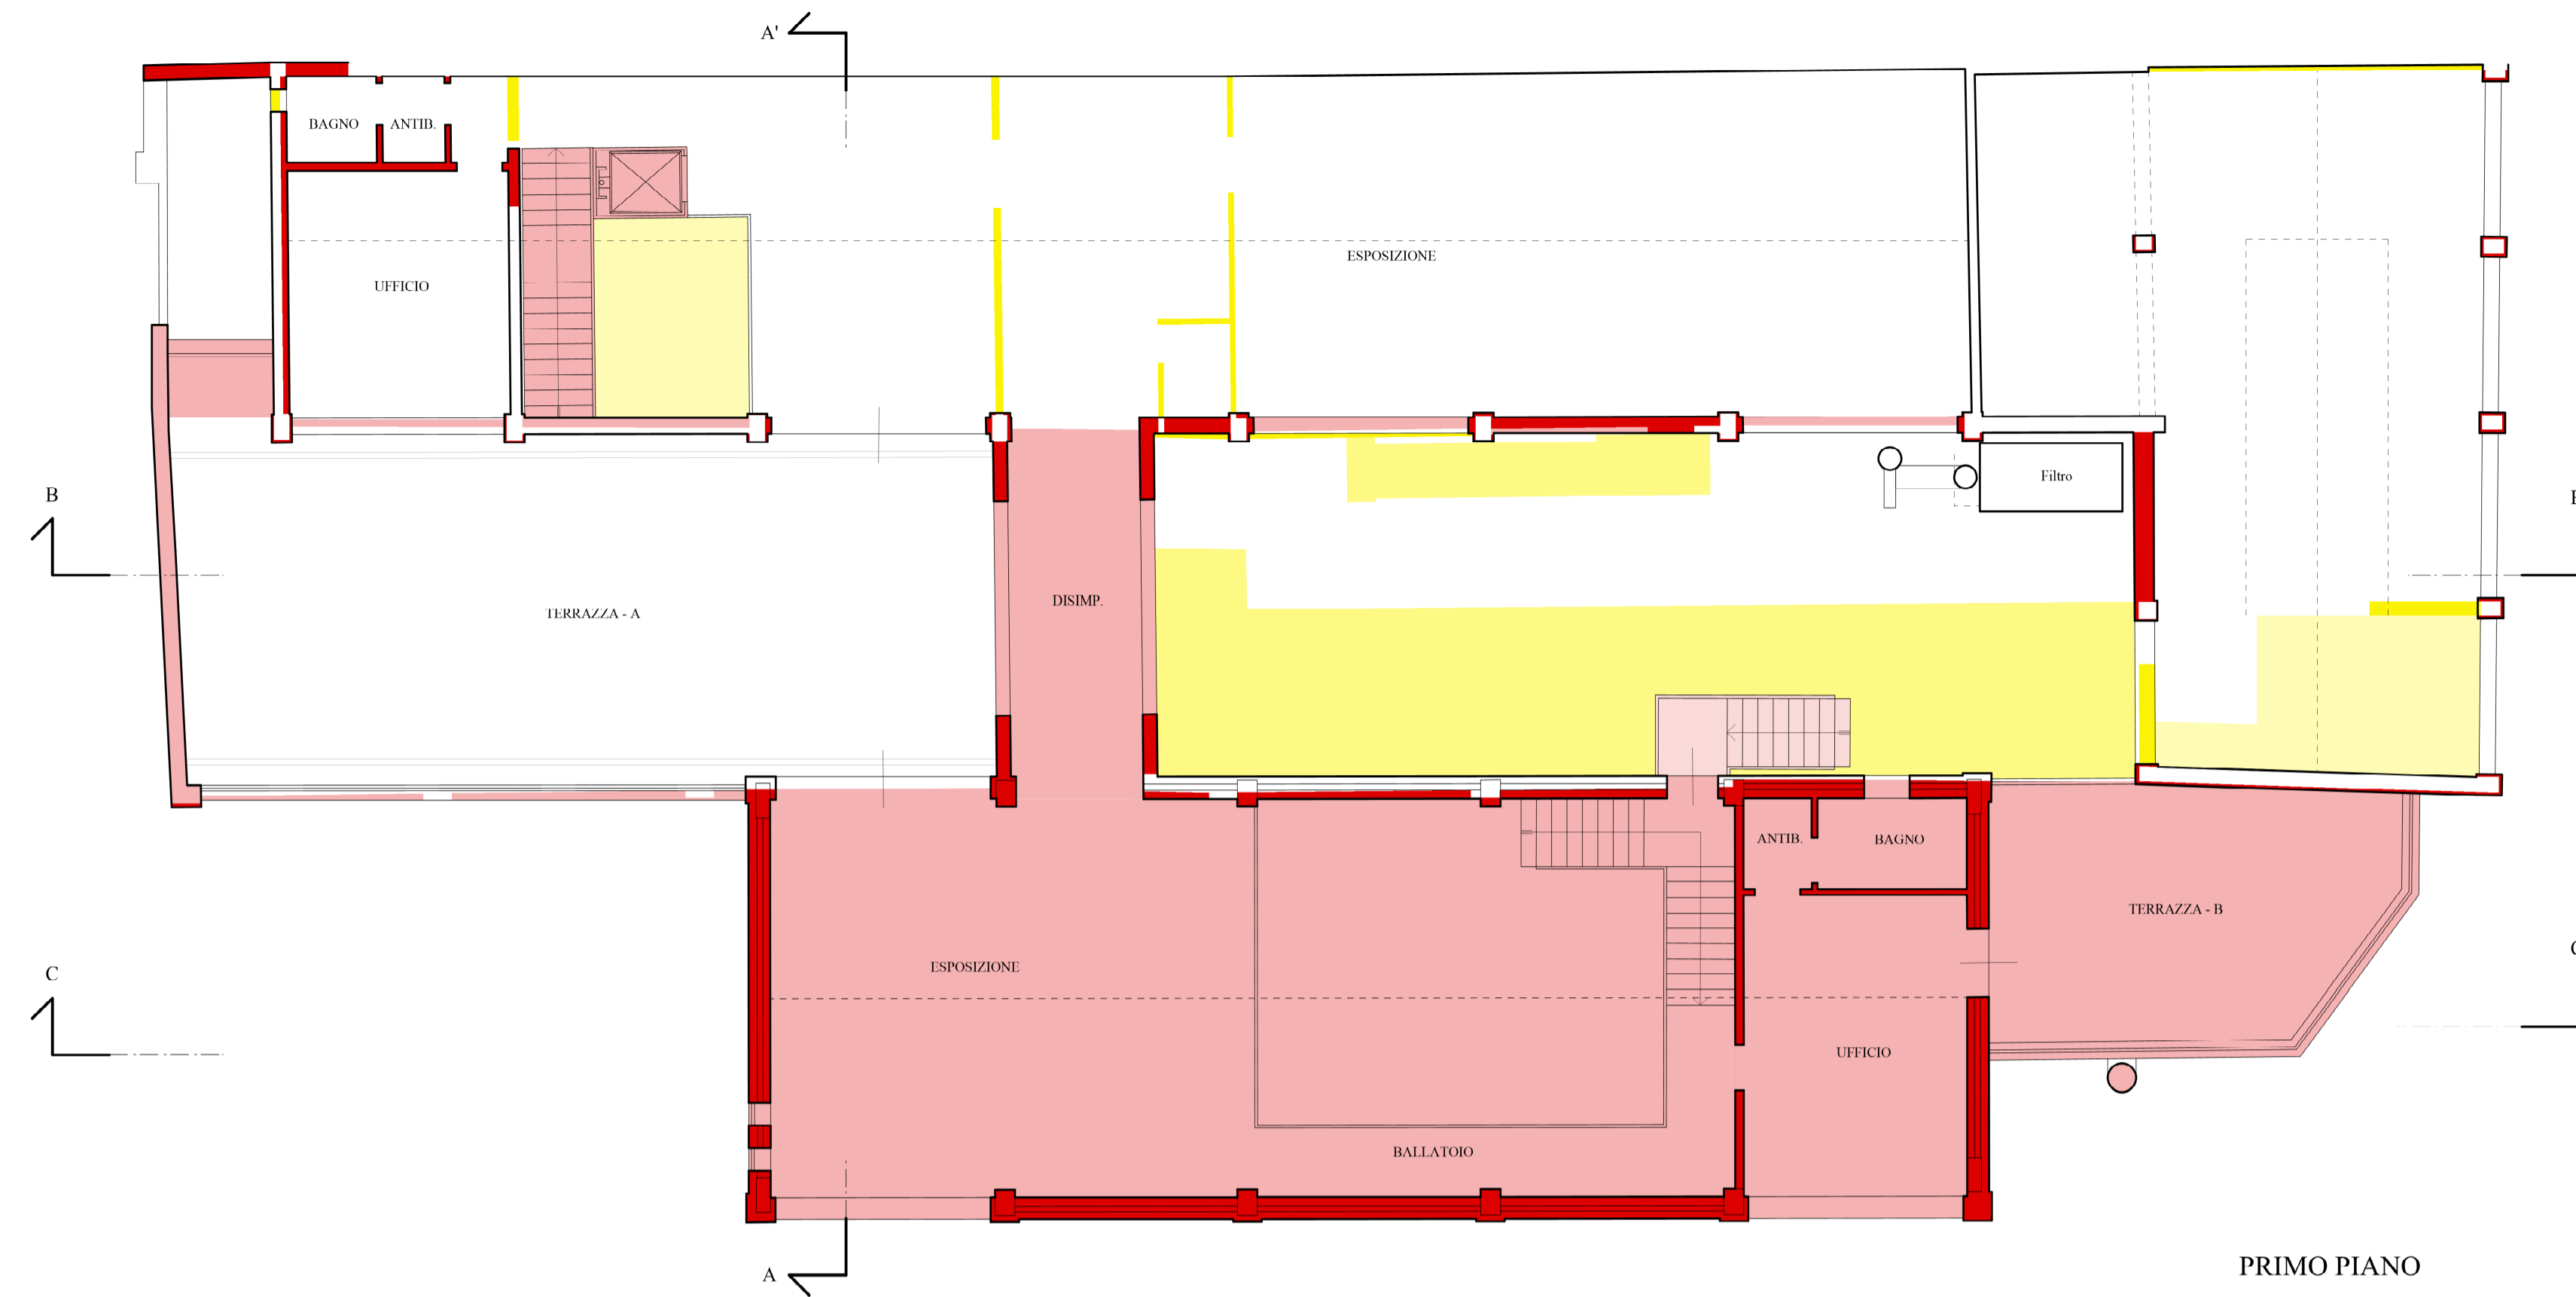 A'
BAGNO
ANTIB.
ESPOSIZIONE
UFFICIO
Filtro
B
DISIMP.
TERRAZZA - A
ANTIB.
BAGNO
TERRAZZA - B
ESPOSIZIONE
C
UFFICIO
BALLATOIO
A
PRIMO PIANO